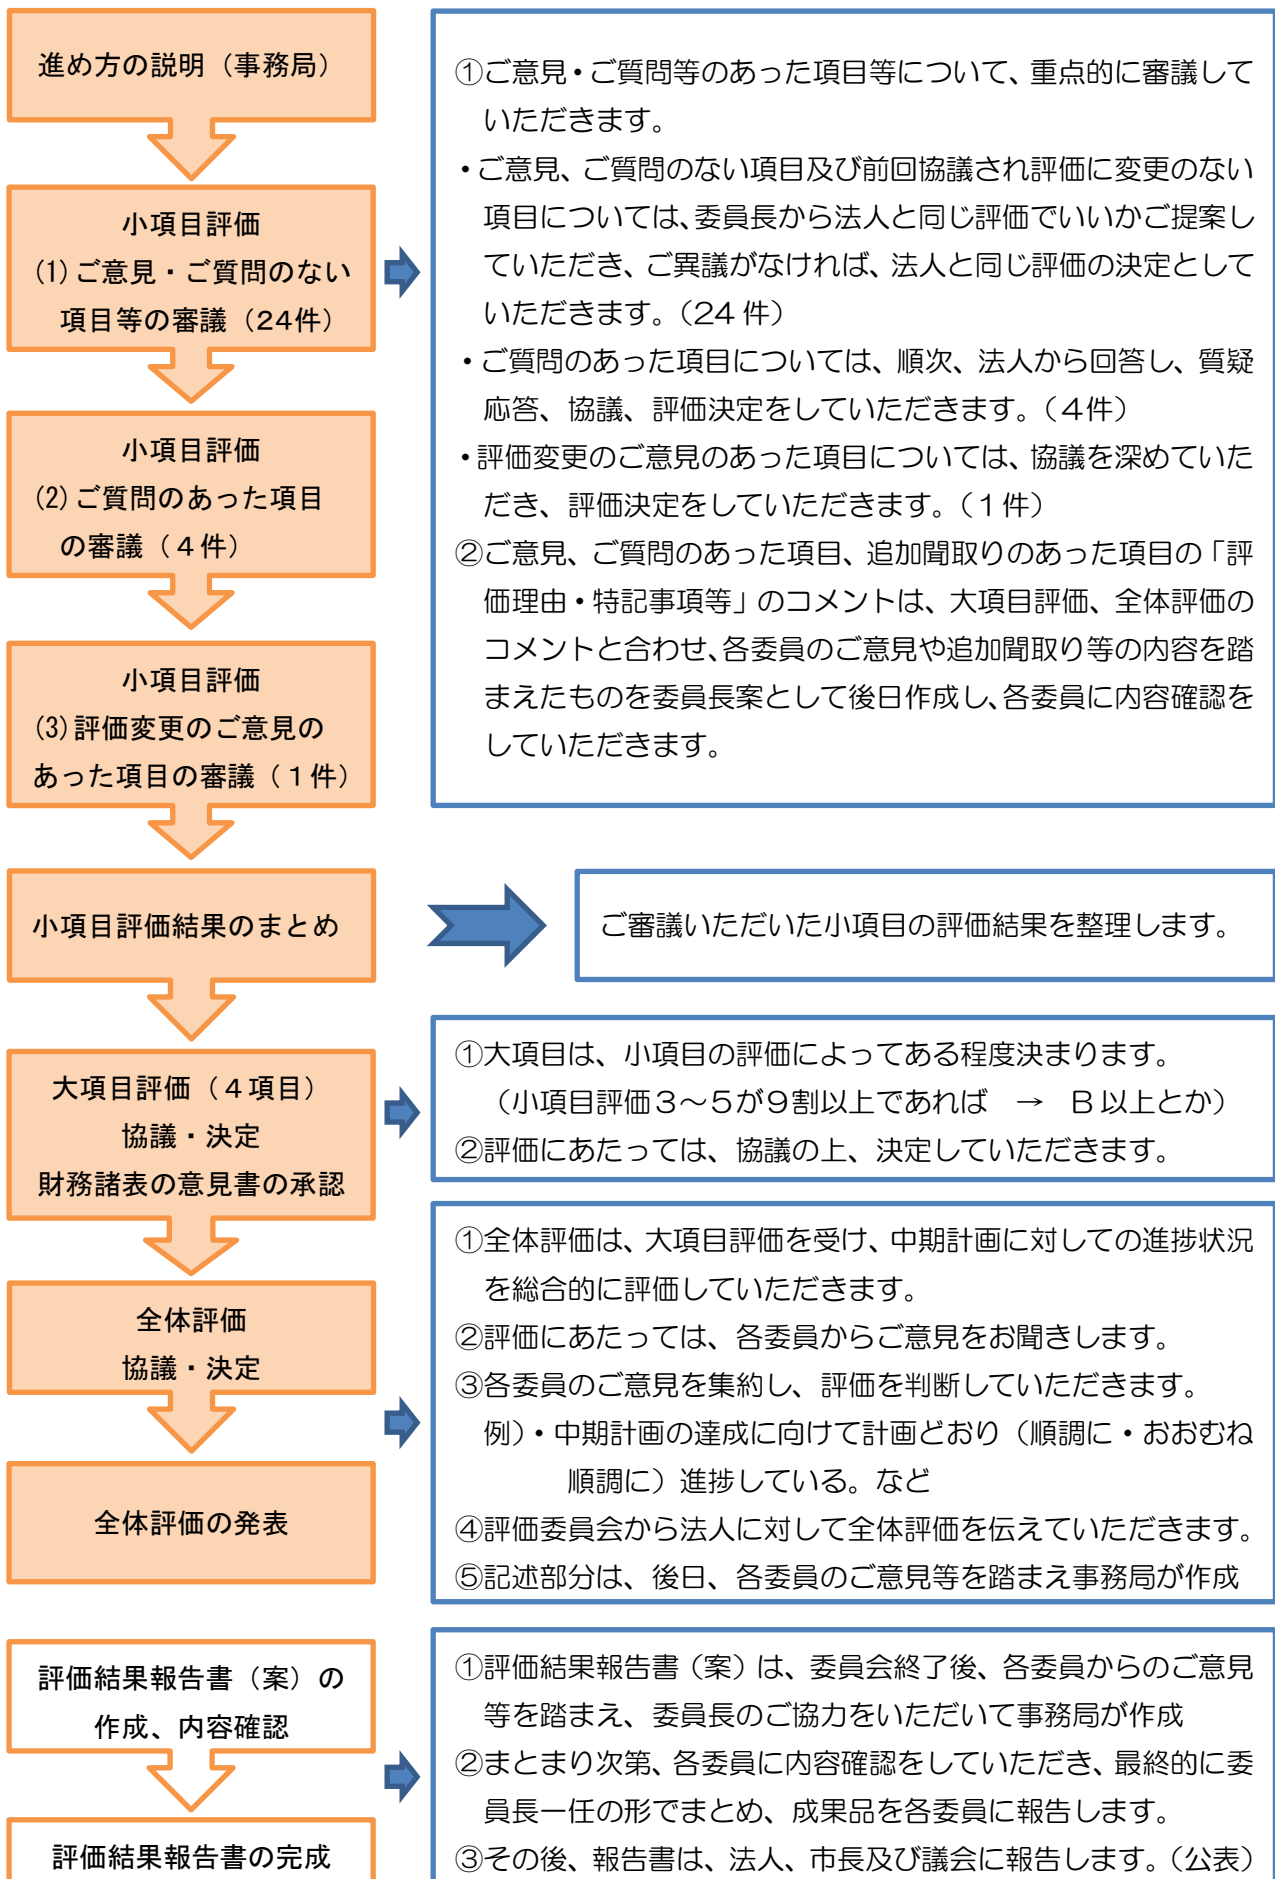 進め方の説明（事務局）
①ご意見・ご質問等のあった項目等について、重点的に審議して
いただきます。
・ご意見、ご質問のない項目及び前回協議され評価に変更のない
項目については、委員長から法人と同じ評価でいいかご提案し
ていただき、ご異議がなければ、法人と同じ評価の決定として
いただきます。（24件）
・ご質問のあった項目については、順次、法人から回答し、質疑
応答、協議、評価決定をしていただきます。（４件）
・評価変更のご意見のあった項目については、協議を深めていた
だき、評価決定をしていただきます。（１件）
②ご意見、ご質問のあった項目、追加聞取りのあった項目の「評
価理由・特記事項等」のコメントは、大項目評価、全体評価の
コメントと合わせ、各委員のご意見や追加聞取り等の内容を踏
まえたものを委員長案として後日作成し、各委員に内容確認を
していただきます。
小項目評価
(1)ご意見・ご質問のない
項目等の審議（24件）
小項目評価
(2)ご質問のあった項目
の審議（４件）
小項目評価
(3)評価変更のご意見の
あった項目の審議（１件）
小項目評価結果のまとめ
ご審議いただいた小項目の評価結果を整理します。
大項目評価（４項目）
協議・決定
財務諸表の意見書の承認
①大項目は、小項目の評価によってある程度決まります。
（小項目評価３～５が９割以上であれば　→　Ｂ以上とか）
②評価にあたっては、協議の上、決定していただきます。
全体評価
協議・決定
全体評価の発表
①全体評価は、大項目評価を受け、中期計画に対しての進捗状況
を総合的に評価していただきます。
②評価にあたっては、各委員からご意見をお聞きします。
③各委員のご意見を集約し、評価を判断していただきます。
例）・中期計画の達成に向けて計画どおり（順調に・おおむね
順調に）進捗している。など
④評価委員会から法人に対して全体評価を伝えていただきます。
⑤記述部分は、後日、各委員のご意見等を踏まえ事務局が作成
評価結果報告書（案）の
作成、内容確認
評価結果報告書の完成
①評価結果報告書（案）は、委員会終了後、各委員からのご意見
等を踏まえ、委員長のご協力をいただいて事務局が作成
②まとまり次第、各委員に内容確認をしていただき、最終的に委
員長一任の形でまとめ、成果品を各委員に報告します。
③その後、報告書は、法人、市長及び議会に報告します。（公表）